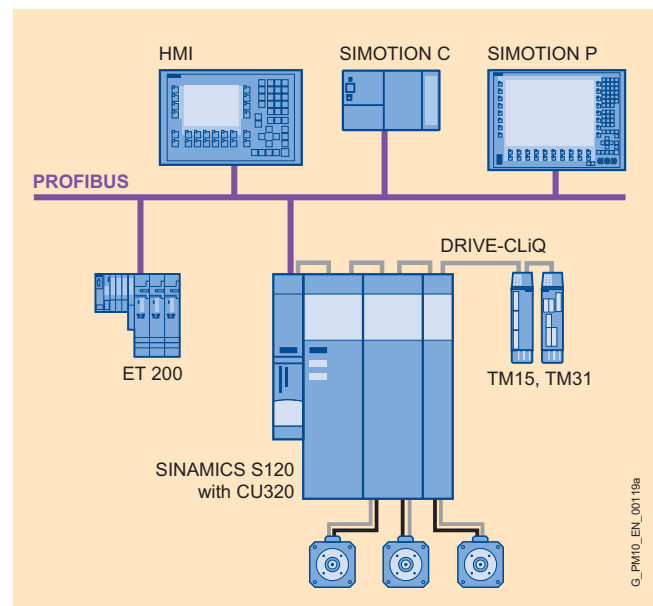 HMI
SIMOTION C
SIMOTION P
PROFIBUS
DRIVE-CLiQ
ET 200
TM15, TM31
SINAMICS S120
with CU320
G_PM10_EN_00119a